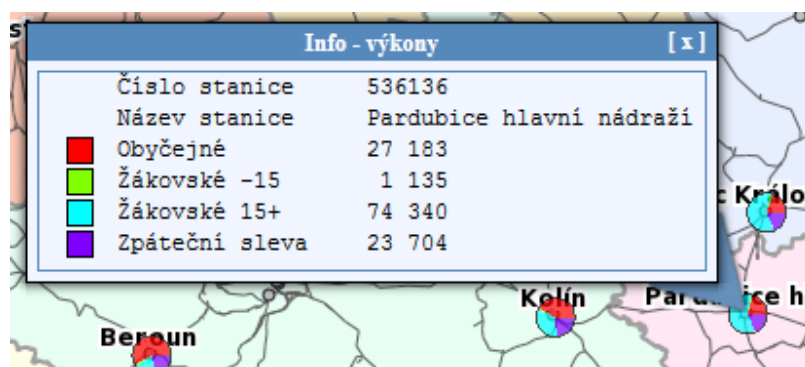 Info - výkony [ x ]
Číslo stanice 536136
Název stanice Pardubice hlavní nádraží
Obyčejné 27 183
Žákovské -15 1 135
Žákovské 15+ 74 340
Zpáteční sleva 23 704
Kolín
Beroun